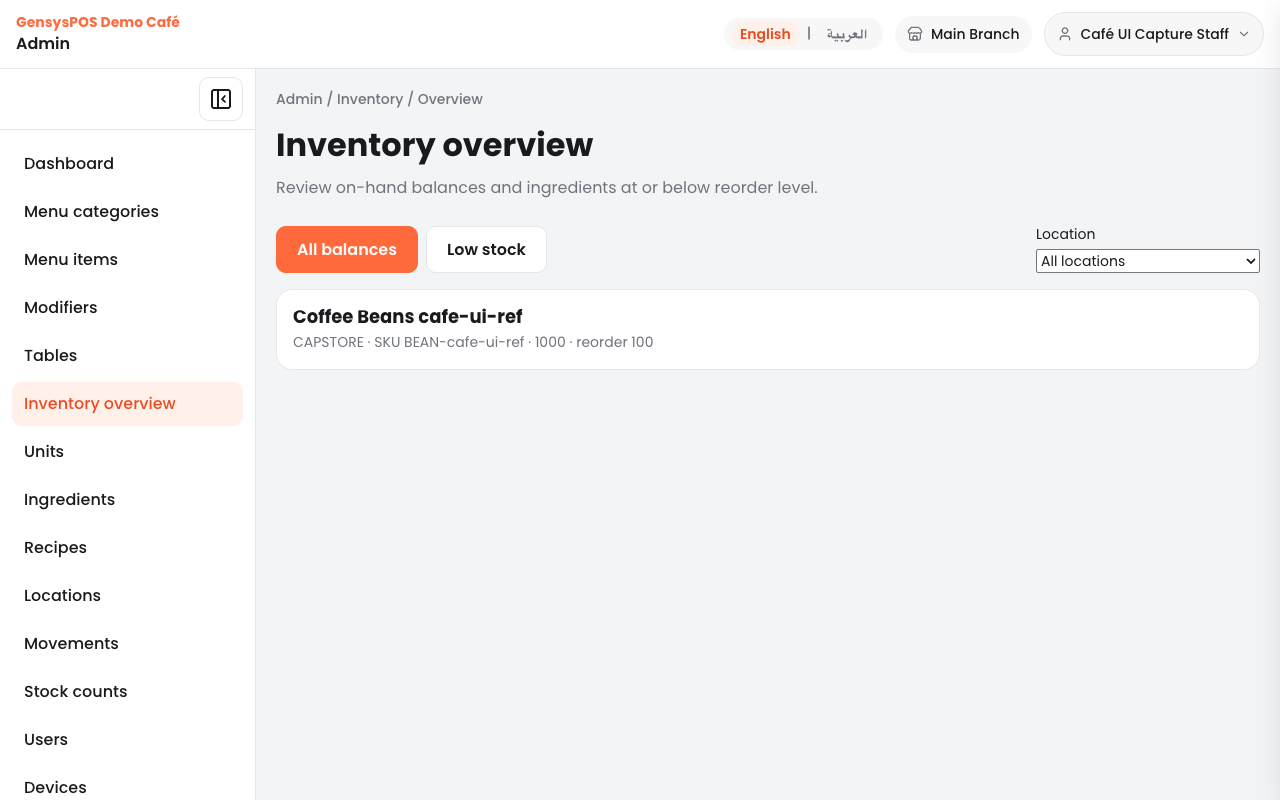 GensysPOS Demo Café
Admin
English | العربية
Main Branch
Café UI Capture Staff
Dashboard
Menu categories
Menu items
Modifiers
Tables
Inventory overview
Units
Ingredients
Recipes
Locations
Movements
Stock counts
Users
Devices
Admin / Inventory / Overview
Inventory overview
Review on-hand balances and ingredients at or below reorder level.
All balances
Low stock
Location
All locations
Coffee Beans cafe-ui-ref
CAPSTORE · SKU BEAN-cafe-ui-ref · 1000 · reorder 100